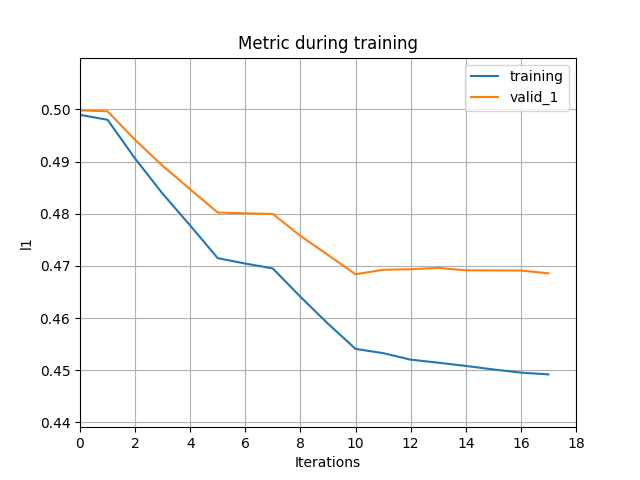 Metric during training
training
valid_1
0.50
0.49
0.48
0.47
0.46
0.45
0.44
l1
0 2 4 6 8 10 12 14 16 18
Iterations